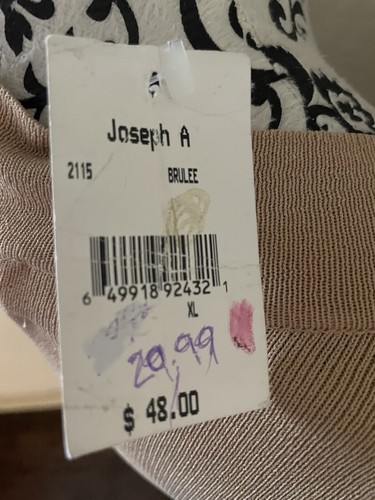 Joseph A
2115 BRULEE
6 49918 92432 1
XL
29.99
$ 48.00